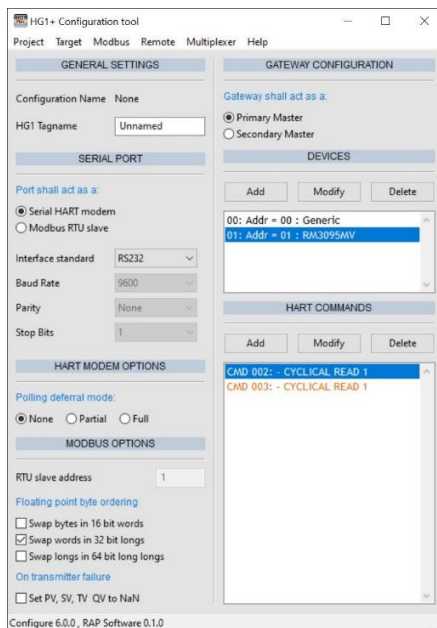 HG1+ Configuration tool
Project Target Modbus Remote Multiplexer Help
GENERAL SETTINGS
Configuration Name None
HG1 Tagname Unnamed
SERIAL PORT
Port shall act as a:
Serial HART modem
Modbus RTU slave
Interface standard RS232
Baud Rate 9600
Parity None
Stop Bits 1
HART MODEM OPTIONS
Polling deferral mode:
None Partial Full
MODBUS OPTIONS
RTU slave address 1
Floating point byte ordering
Swap bytes in 16 bit words
Swap words in 32 bit longs
Swap longs in 64 bit long longs
On transmitter failure
Set PV, SV, TV QV to NaN
GATEWAY CONFIGURATION
Gateway shall act as a:
Primary Master
Secondary Master
DEVICES
Add Modify Delete
00: Addr = 00 : Generic
01: Addr = 01 : RM3095MV
HART COMMANDS
Add Modify Delete
CMD 002: - CYCLICAL READ 1
CMD 003: - CYCLICAL READ 1
Configure 6.0.0 , RAP Software 0.1.0